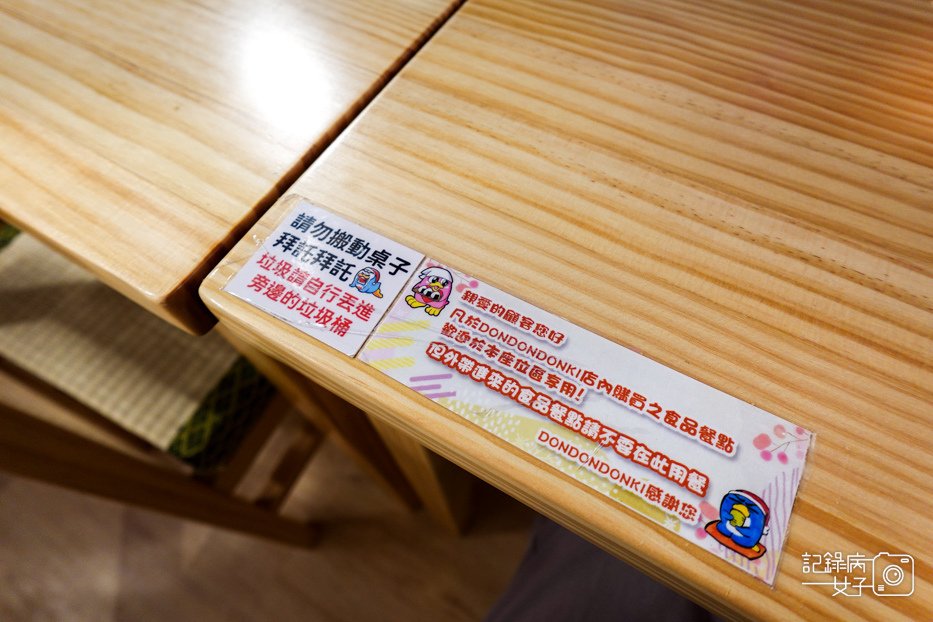 請勿搬動桌子
拜託拜託
垃圾請自行丟進
旁邊的垃圾桶
親愛的顧客您好
凡於DONDONDONKI店內購買之食品餐點
歡迎於本座位區享用!
但外帶進來的食品餐點請不要在此用餐
DONDONDONKI感謝您
記錄病
女子